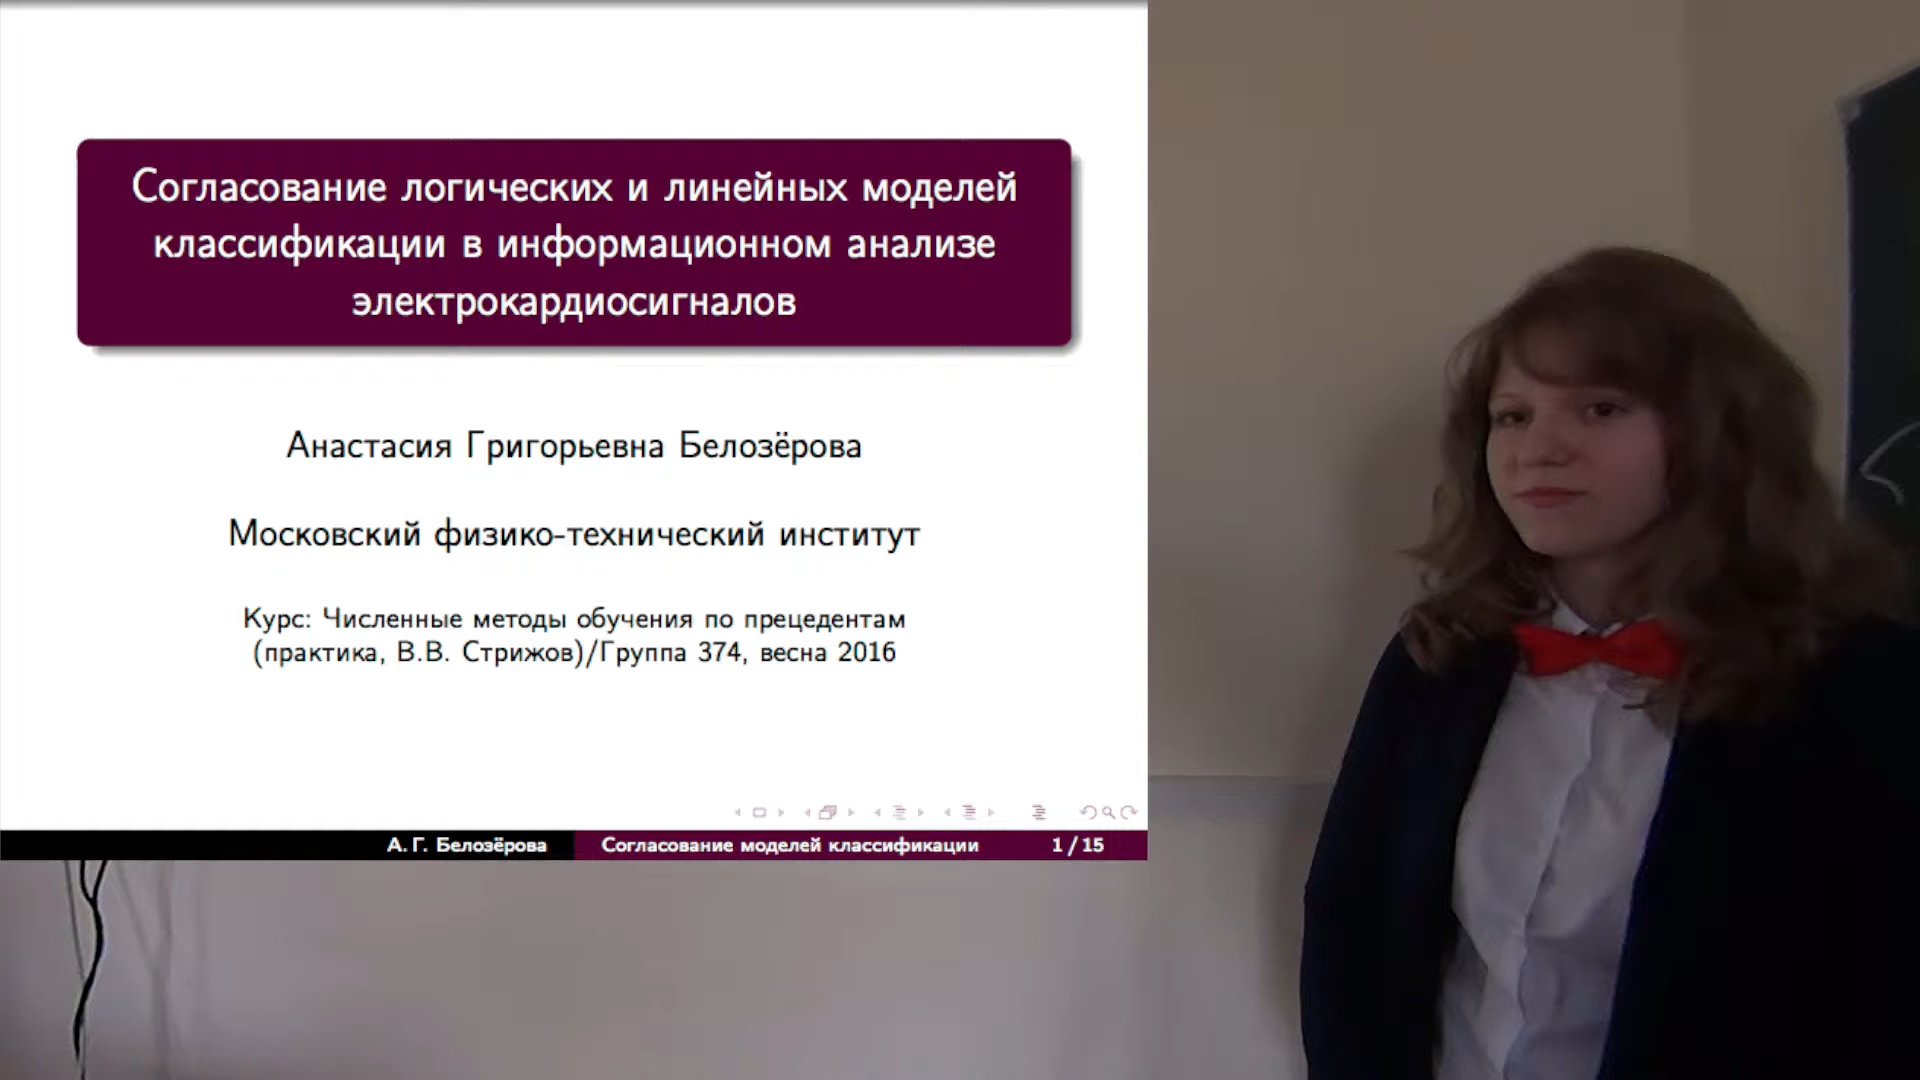 Согласование логических и линейных моделей
классификации в информационном анализе
электрокардиосигналов
Анастасия Григорьевна Белозёрова
Московский физико-технический институт
Курс: Численные методы обучения по прецедентам
(практика, В.В. Стрижов)/Группа 374, весна 2016
А. Г. Белозёрова
Согласование моделей классификации
1 / 15